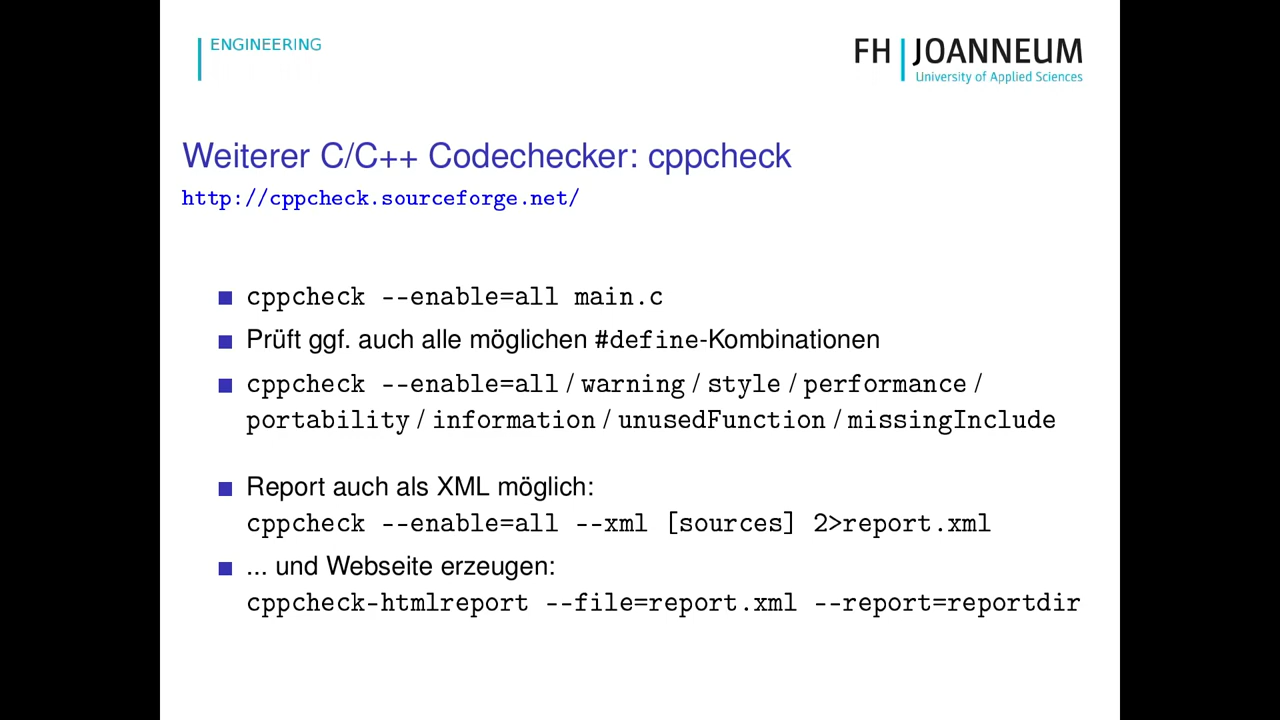 ENGINEERING
FH JOANNEUM
University of Applied Sciences
Weiterer C/C++ Codechecker: cppcheck
http://cppcheck.sourceforge.net/
cppcheck --enable=all main.c
Prüft ggf. auch alle möglichen #define-Kombinationen
cppcheck --enable=all / warning / style / performance /
portability / information / unusedFunction / missingInclude
Report auch als XML möglich:
cppcheck --enable=all --xml [sources] 2>report.xml
... und Webseite erzeugen:
cppcheck-htmlreport --file=report.xml --report=reportdir